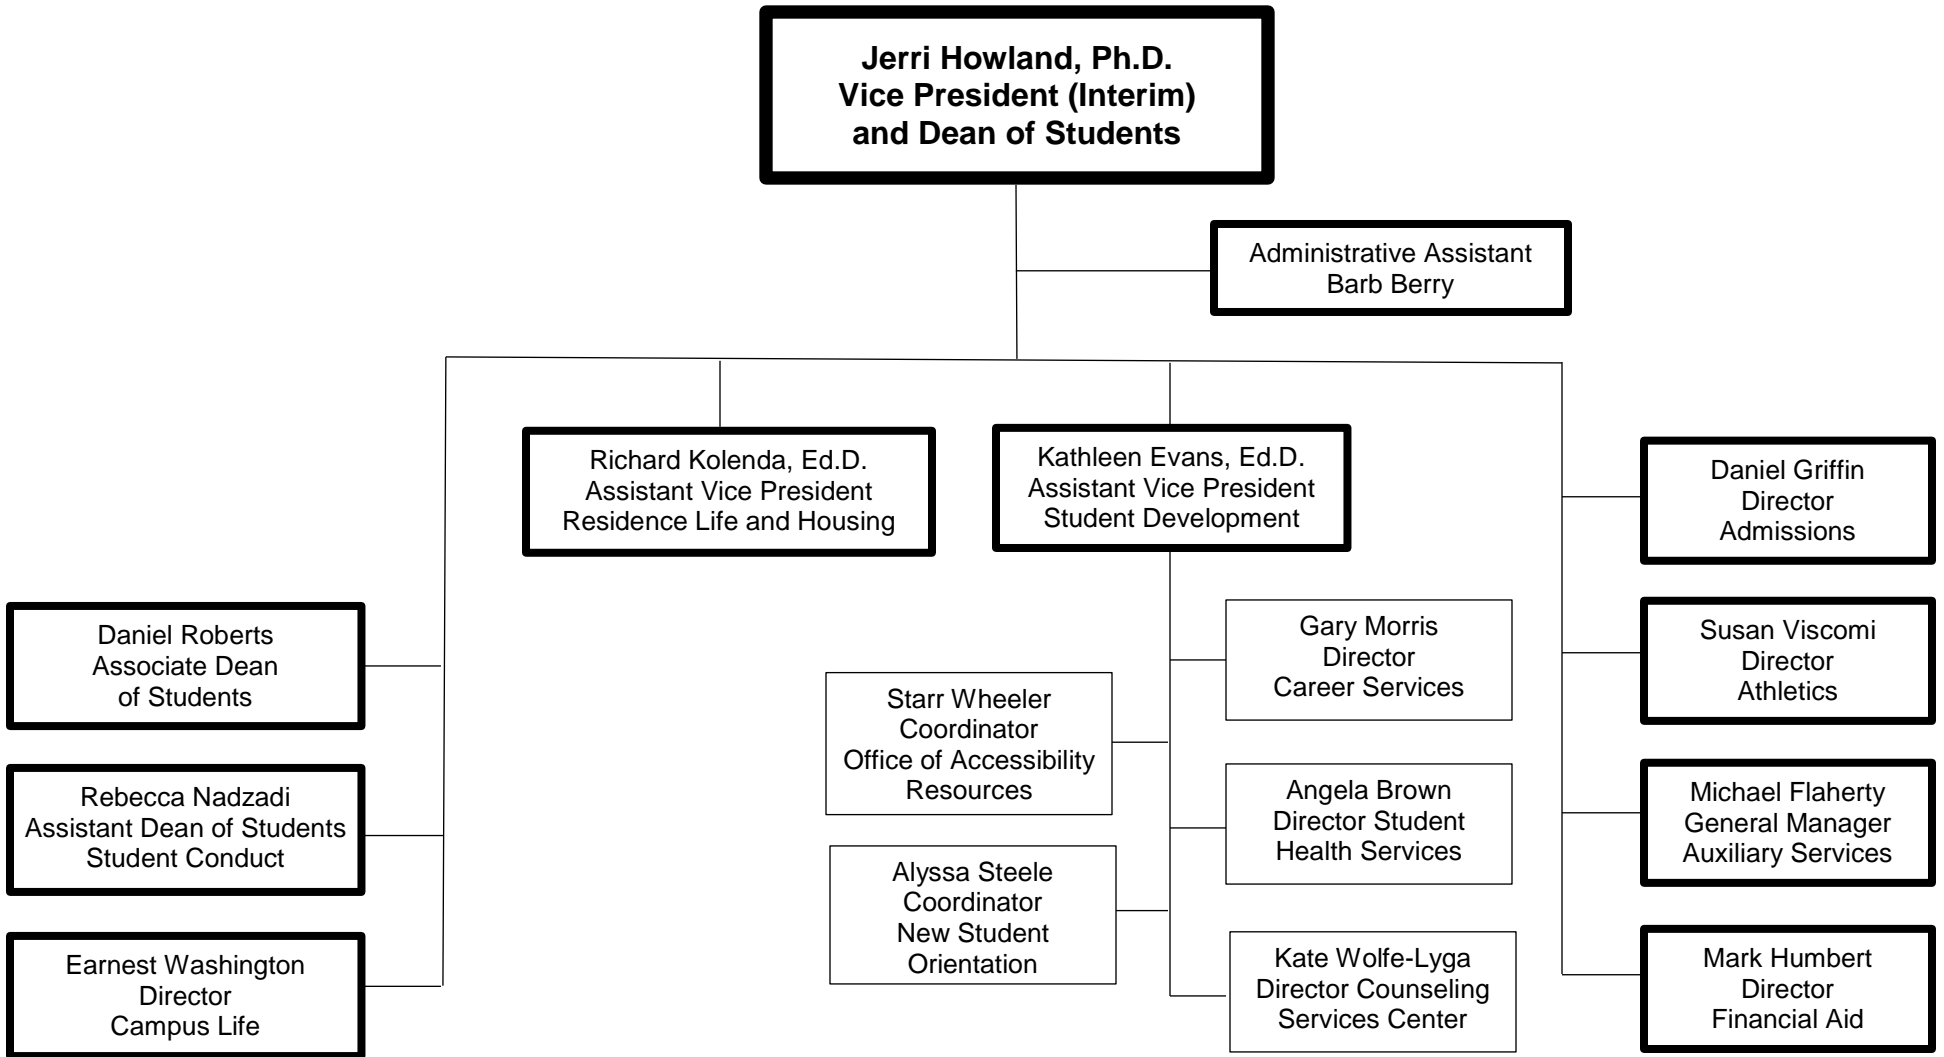 Jerri Howland, Ph.D.
Vice President (Interim)
and Dean of Students
Administrative Assistant
Barb Berry
Richard Kolenda, Ed.D.
Assistant Vice President
Residence Life and Housing
Kathleen Evans, Ed.D.
Assistant Vice President
Student Development
Daniel Griffin
Director
Admissions
Daniel Roberts
Associate Dean
of Students
Starr Wheeler
Coordinator
Office of Accessibility
Resources
Gary Morris
Director
Career Services
Susan Viscomi
Director
Athletics
Rebecca Nadzadi
Assistant Dean of Students
Student Conduct
Alyssa Steele
Coordinator
New Student
Orientation
Angela Brown
Director Student
Health Services
Michael Flaherty
General Manager
Auxiliary Services
Earnest Washington
Director
Campus Life
Kate Wolfe-Lyga
Director Counseling
Services Center
Mark Humbert
Director
Financial Aid